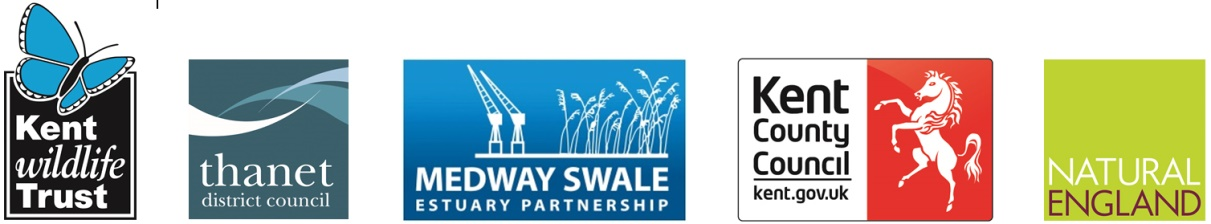 Kent
wildlife
Trust
thanet
district council
MEDWAY SWALE
ESTUARY PARTNERSHIP
Kent
County
Council
kent.gov.uk
NATURAL
ENGLAND